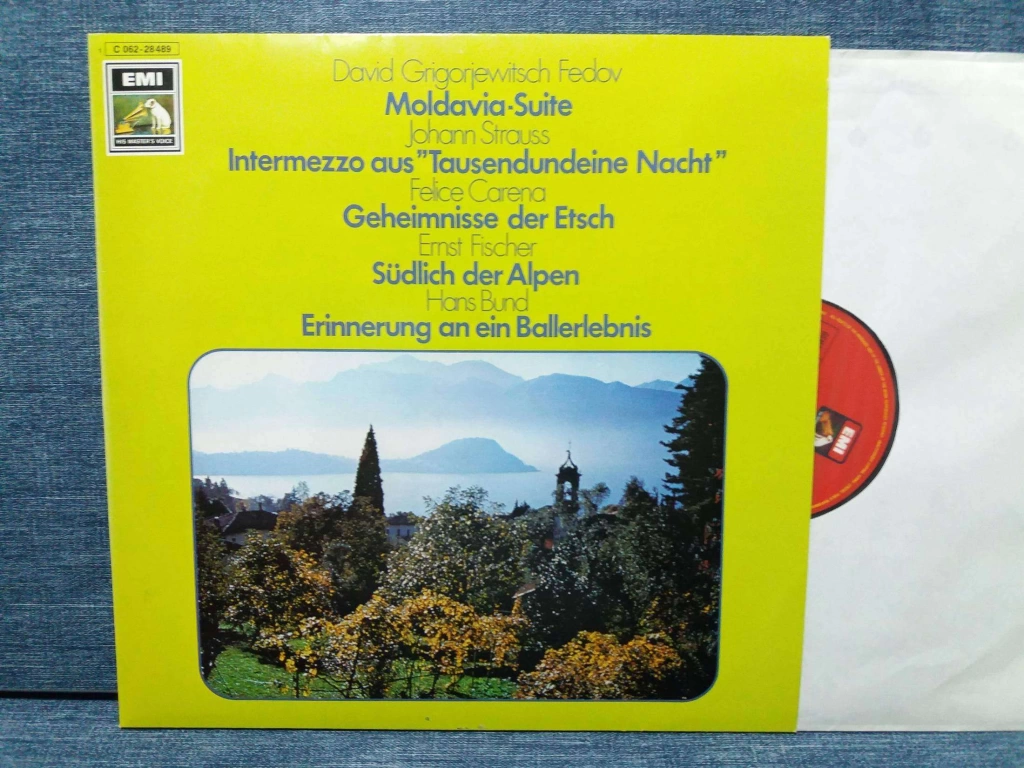 C 062-28489
EMI
HIS MASTER'S VOICE
David Grigorjewitsch Fedov
Moldavia-Suite
Johann Strauss
Intermezzo aus "Tausendundeine Nacht"
Felice Carena
Geheimnisse der Etsch
Ernst Fischer
Südlich der Alpen
Hans Bund
Erinnerung an ein Ballerlebnis
EMI